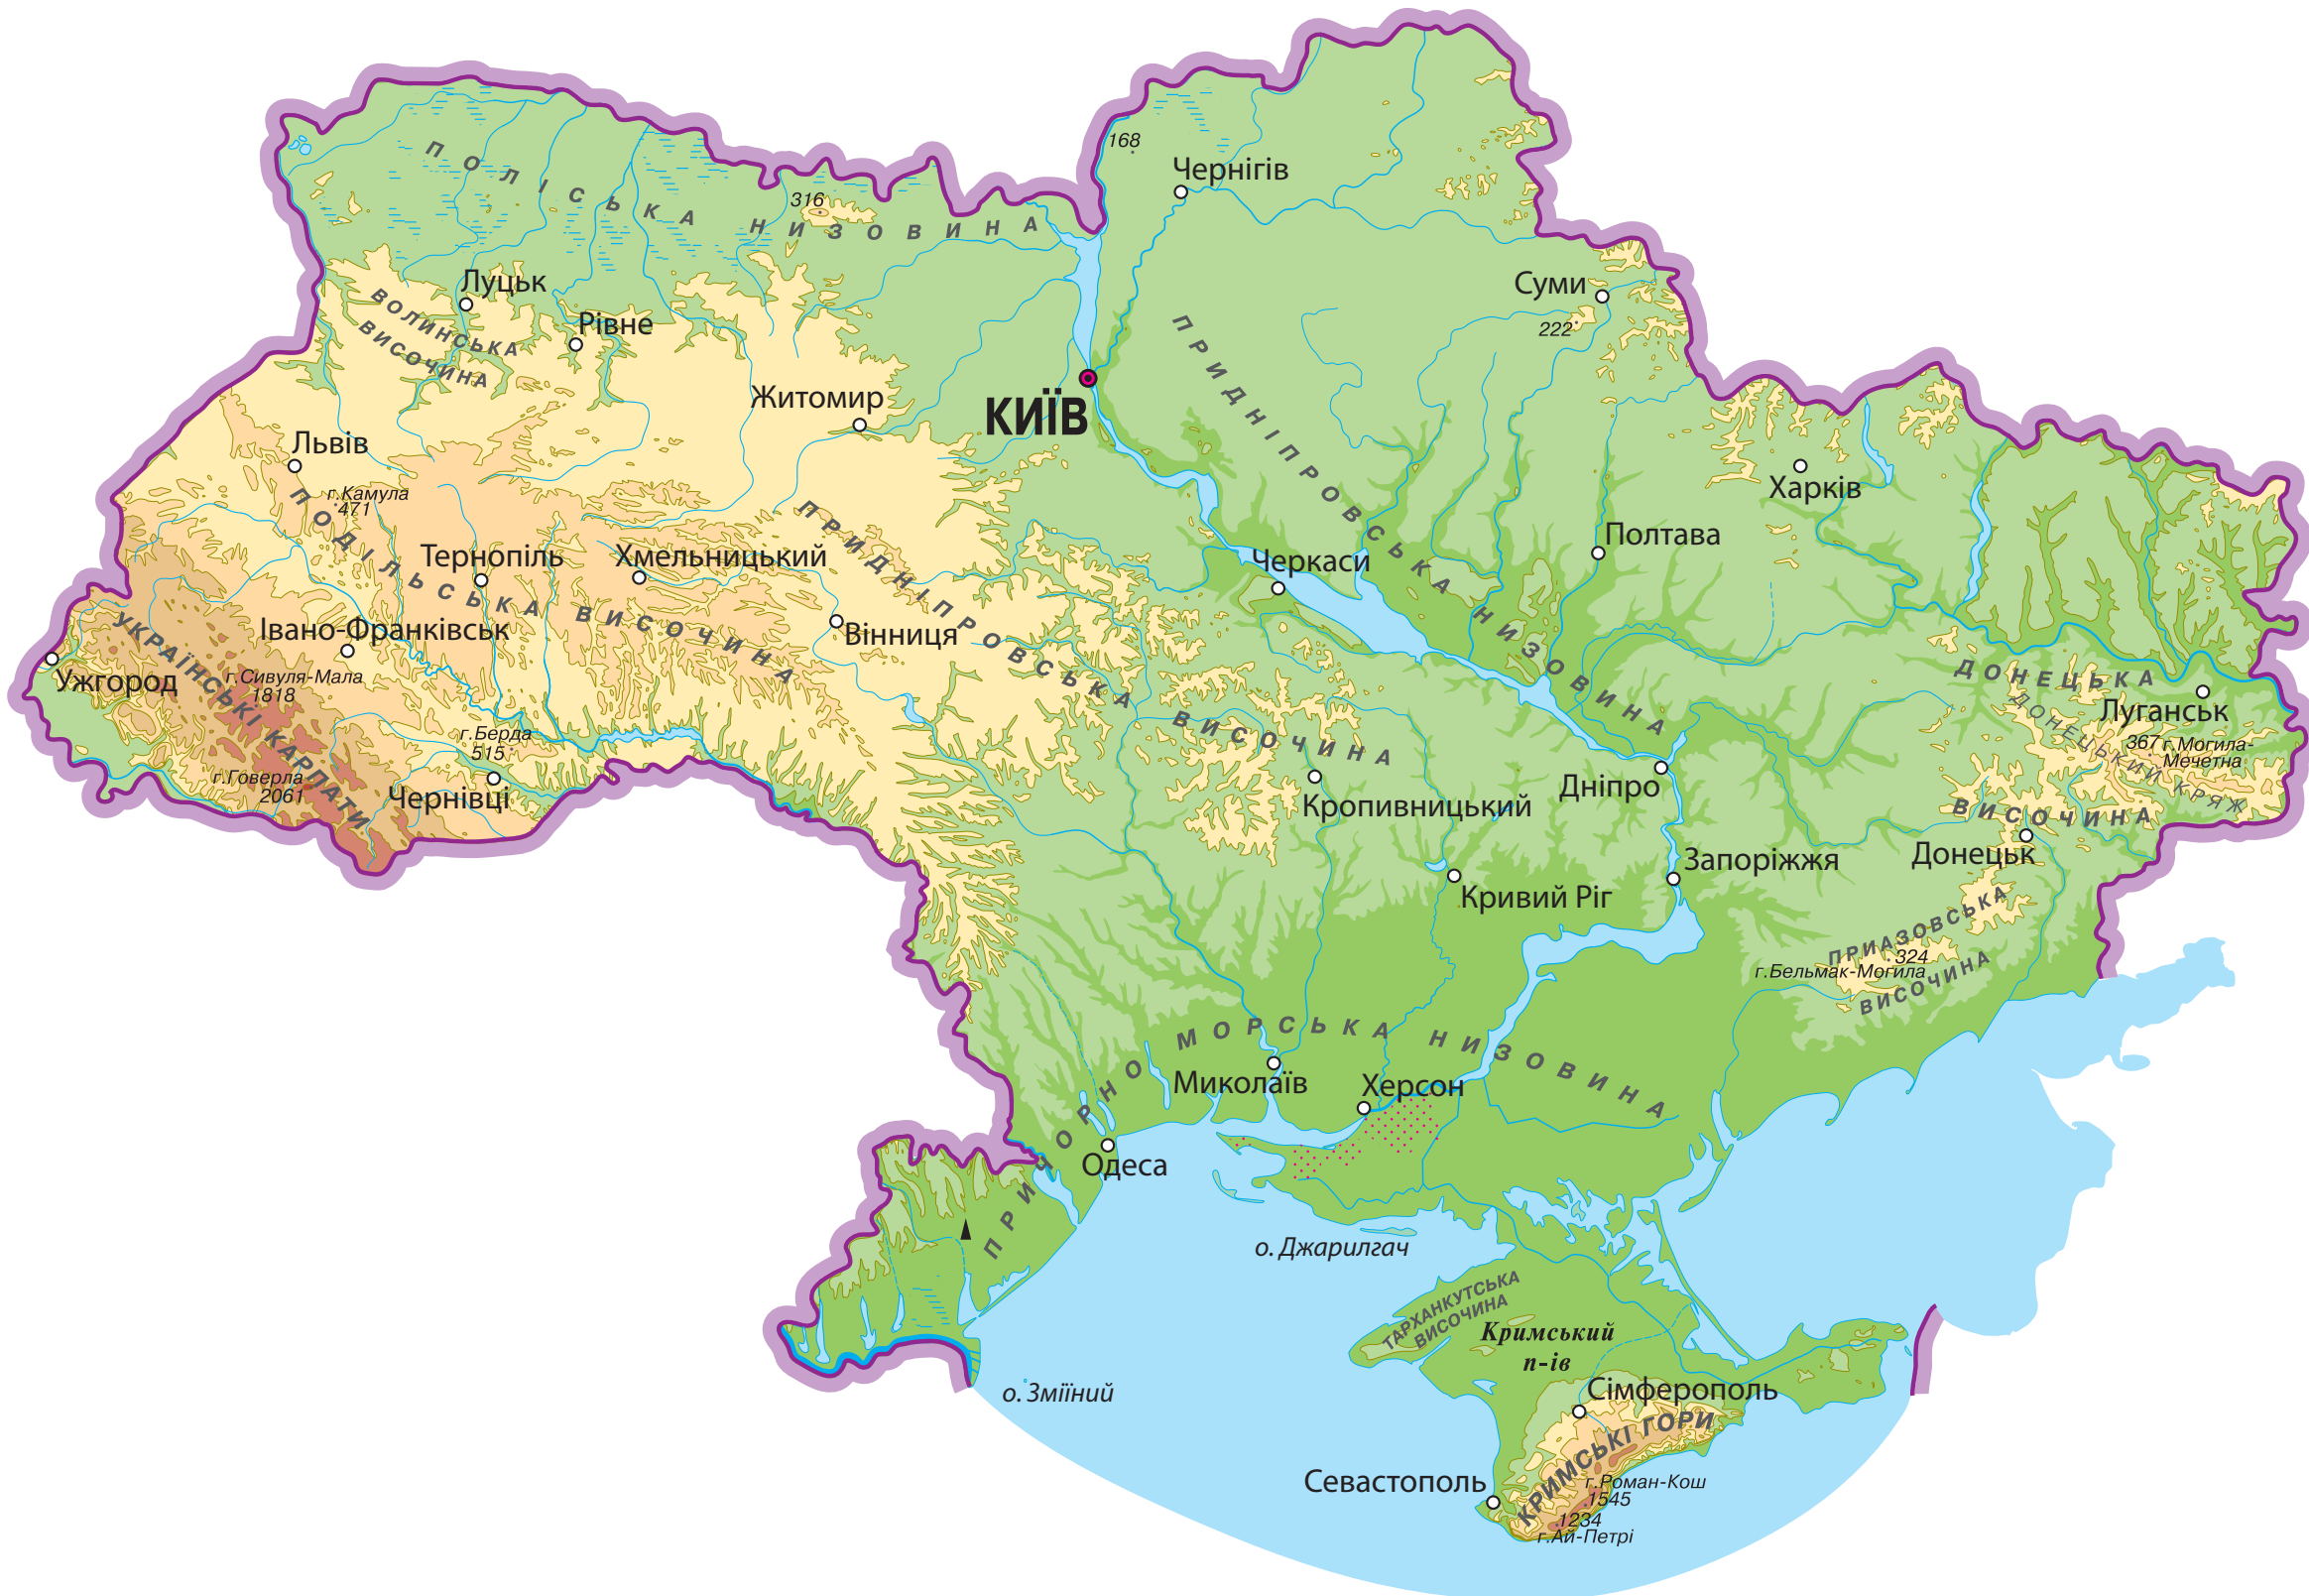 168
Чернігів
ПОЛІСЬКА НИЗОВИНА
316
Луцьк
Суми
222
ВОЛИНСЬКА
ВИСОЧИНА
Рівне
ПРИДНІПРОВСЬКА НИЗОВИНА
Житомир
КИЇВ
Львів
Харків
г.Камула
471
ПОДІЛЬСЬКА ВИСОЧИНА
ПРИДНІПРОВСЬКА ВИСОЧИНА
Полтава
Тернопіль
Хмельницький
Черкаси
УКРАЇНСЬКІ КАРПАТИ
Івано-Франківськ
Вінниця
Ужгород
г.Сивуля-Мала
1818
ДОНЕЦЬКА
ВИСОЧИНА
ДОНЕЦЬКИЙ КРЯЖ
Луганськ
г.Берда
515
367 г.Могила-
Мечетна
г.Говерла
2061
Чернівці
Кропивницький
Дніпро
Донецьк
Запоріжжя
Кривий Ріг
ПРИАЗОВСЬКА
ВИСОЧИНА
324
г.Бельмак-Могила
ПРИЧОРНОМОРСЬКА НИЗОВИНА
Миколаїв
Херсон
Одеса
о. Джарилгач
ТАРХАНКУТСЬКА
ВИСОЧИНА
Кримський
п-ів
о. Зміїний
Сімферополь
КРИМСЬКІ ГОРИ
Севастополь
г.Роман-Кош
1545
1234
г.Ай-Петрі